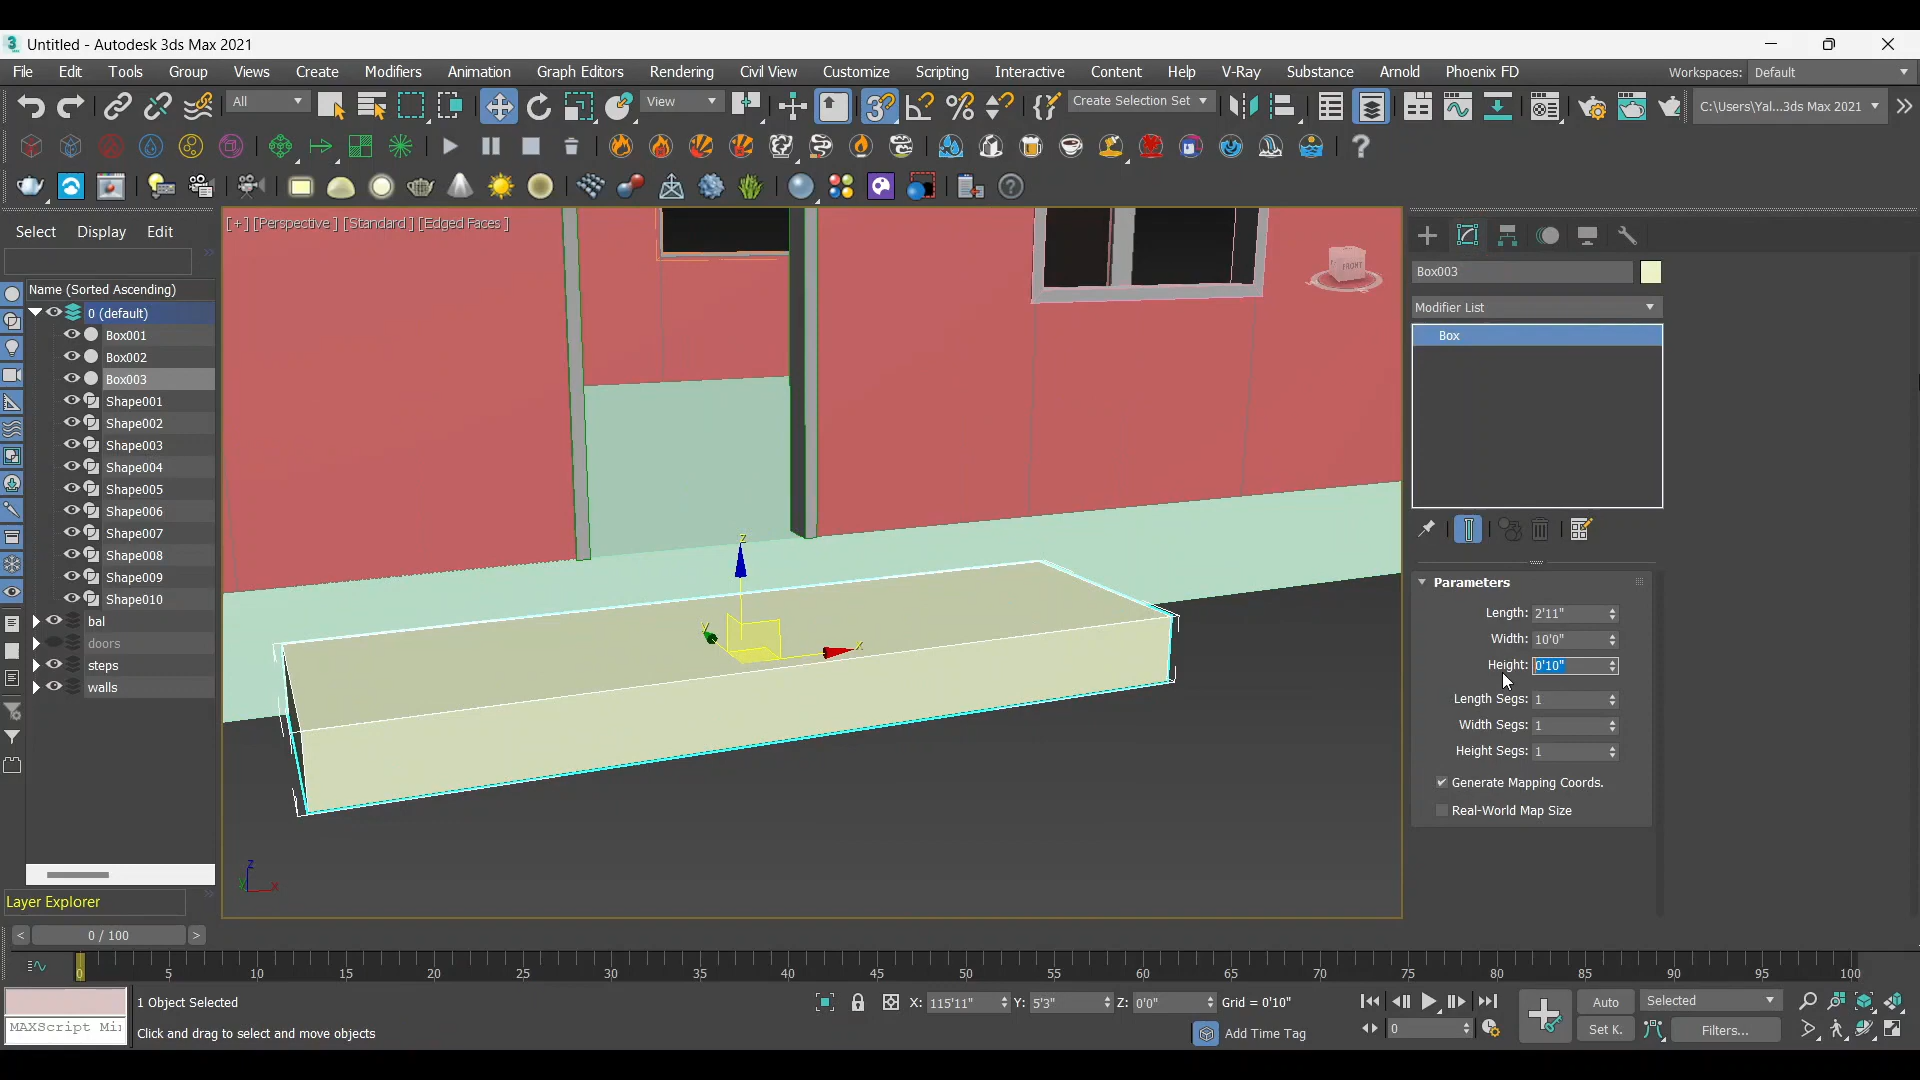 Untitled - Autodesk 3ds Max 2021
File Edit Tools Group Views Create Modifiers Animation Graph Editors Rendering Civil View Customize Scripting Interactive Content Help V-Ray Substance Arnold Phoenix FD Workspaces: Default
All View Create Selection Set C:\Users\Yal...3ds Max 2021
Select Display Edit
[+] [Perspective ] [Standard ] [Edged Faces ]
FRONT
Box003
Name (Sorted Ascending)
Modifier List
0 (default)
Box001
Box
Box002
Box003
Shape001
Shape002
Shape003
Shape004
Shape005
Shape006
Shape007
Shape008
Shape009
Shape010
bal
doors
steps
walls
z
y
x
Parameters
Length: 2'11"
Width: 10'0"
Height: 0'10"
Length Segs: 1
Width Segs: 1
Height Segs: 1
Generate Mapping Coords.
Real-World Map Size
z
y
x
Layer Explorer
< 0 / 100 >
0 5 10 15 20 25 30 35 40 45 50 55 60 65 70 75 80 85 90 95 100
1 Object Selected X: 115'11" Y: 5'3" Z: 0'0" Grid = 0'10" Auto Selected
MAXScript Mi Click and drag to select and move objects Add Time Tag 0 Set K. Filters...